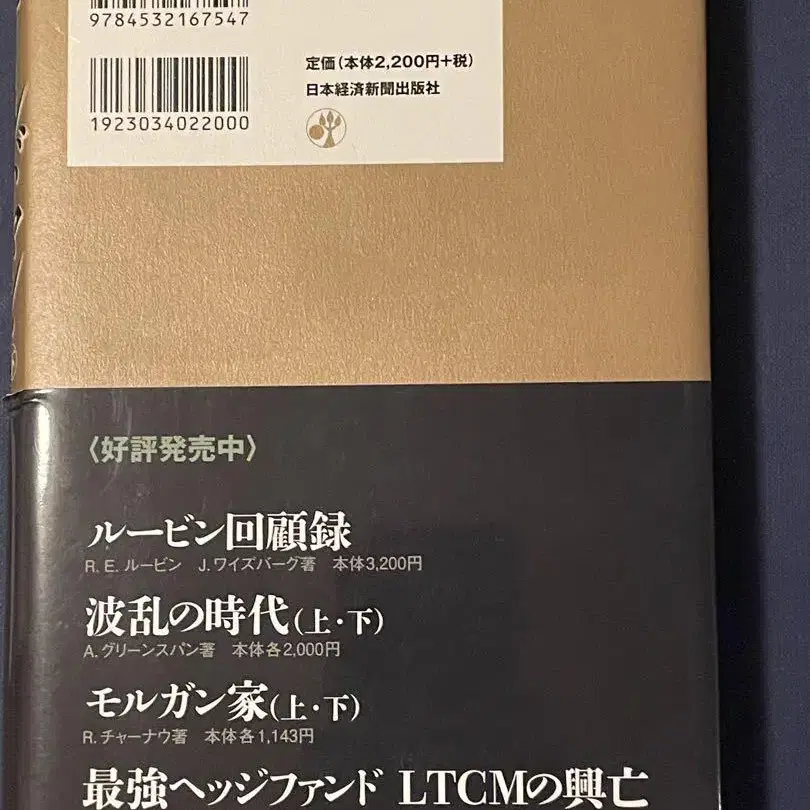 9784532167547
定価(本体2,200円+税)
日本経済新聞出版社
1923034022000
〈好評発売中〉
ルービン回顧録
R. E. ルービン J.ワイズバーグ著 本体3,200円
波乱の時代(上・下)
A.グリーンスパン著 本体各2,000円
モルガン家(上・下)
R.チャーナウ著 本体各1,143円
最強ヘッジファンド LTCMの興亡